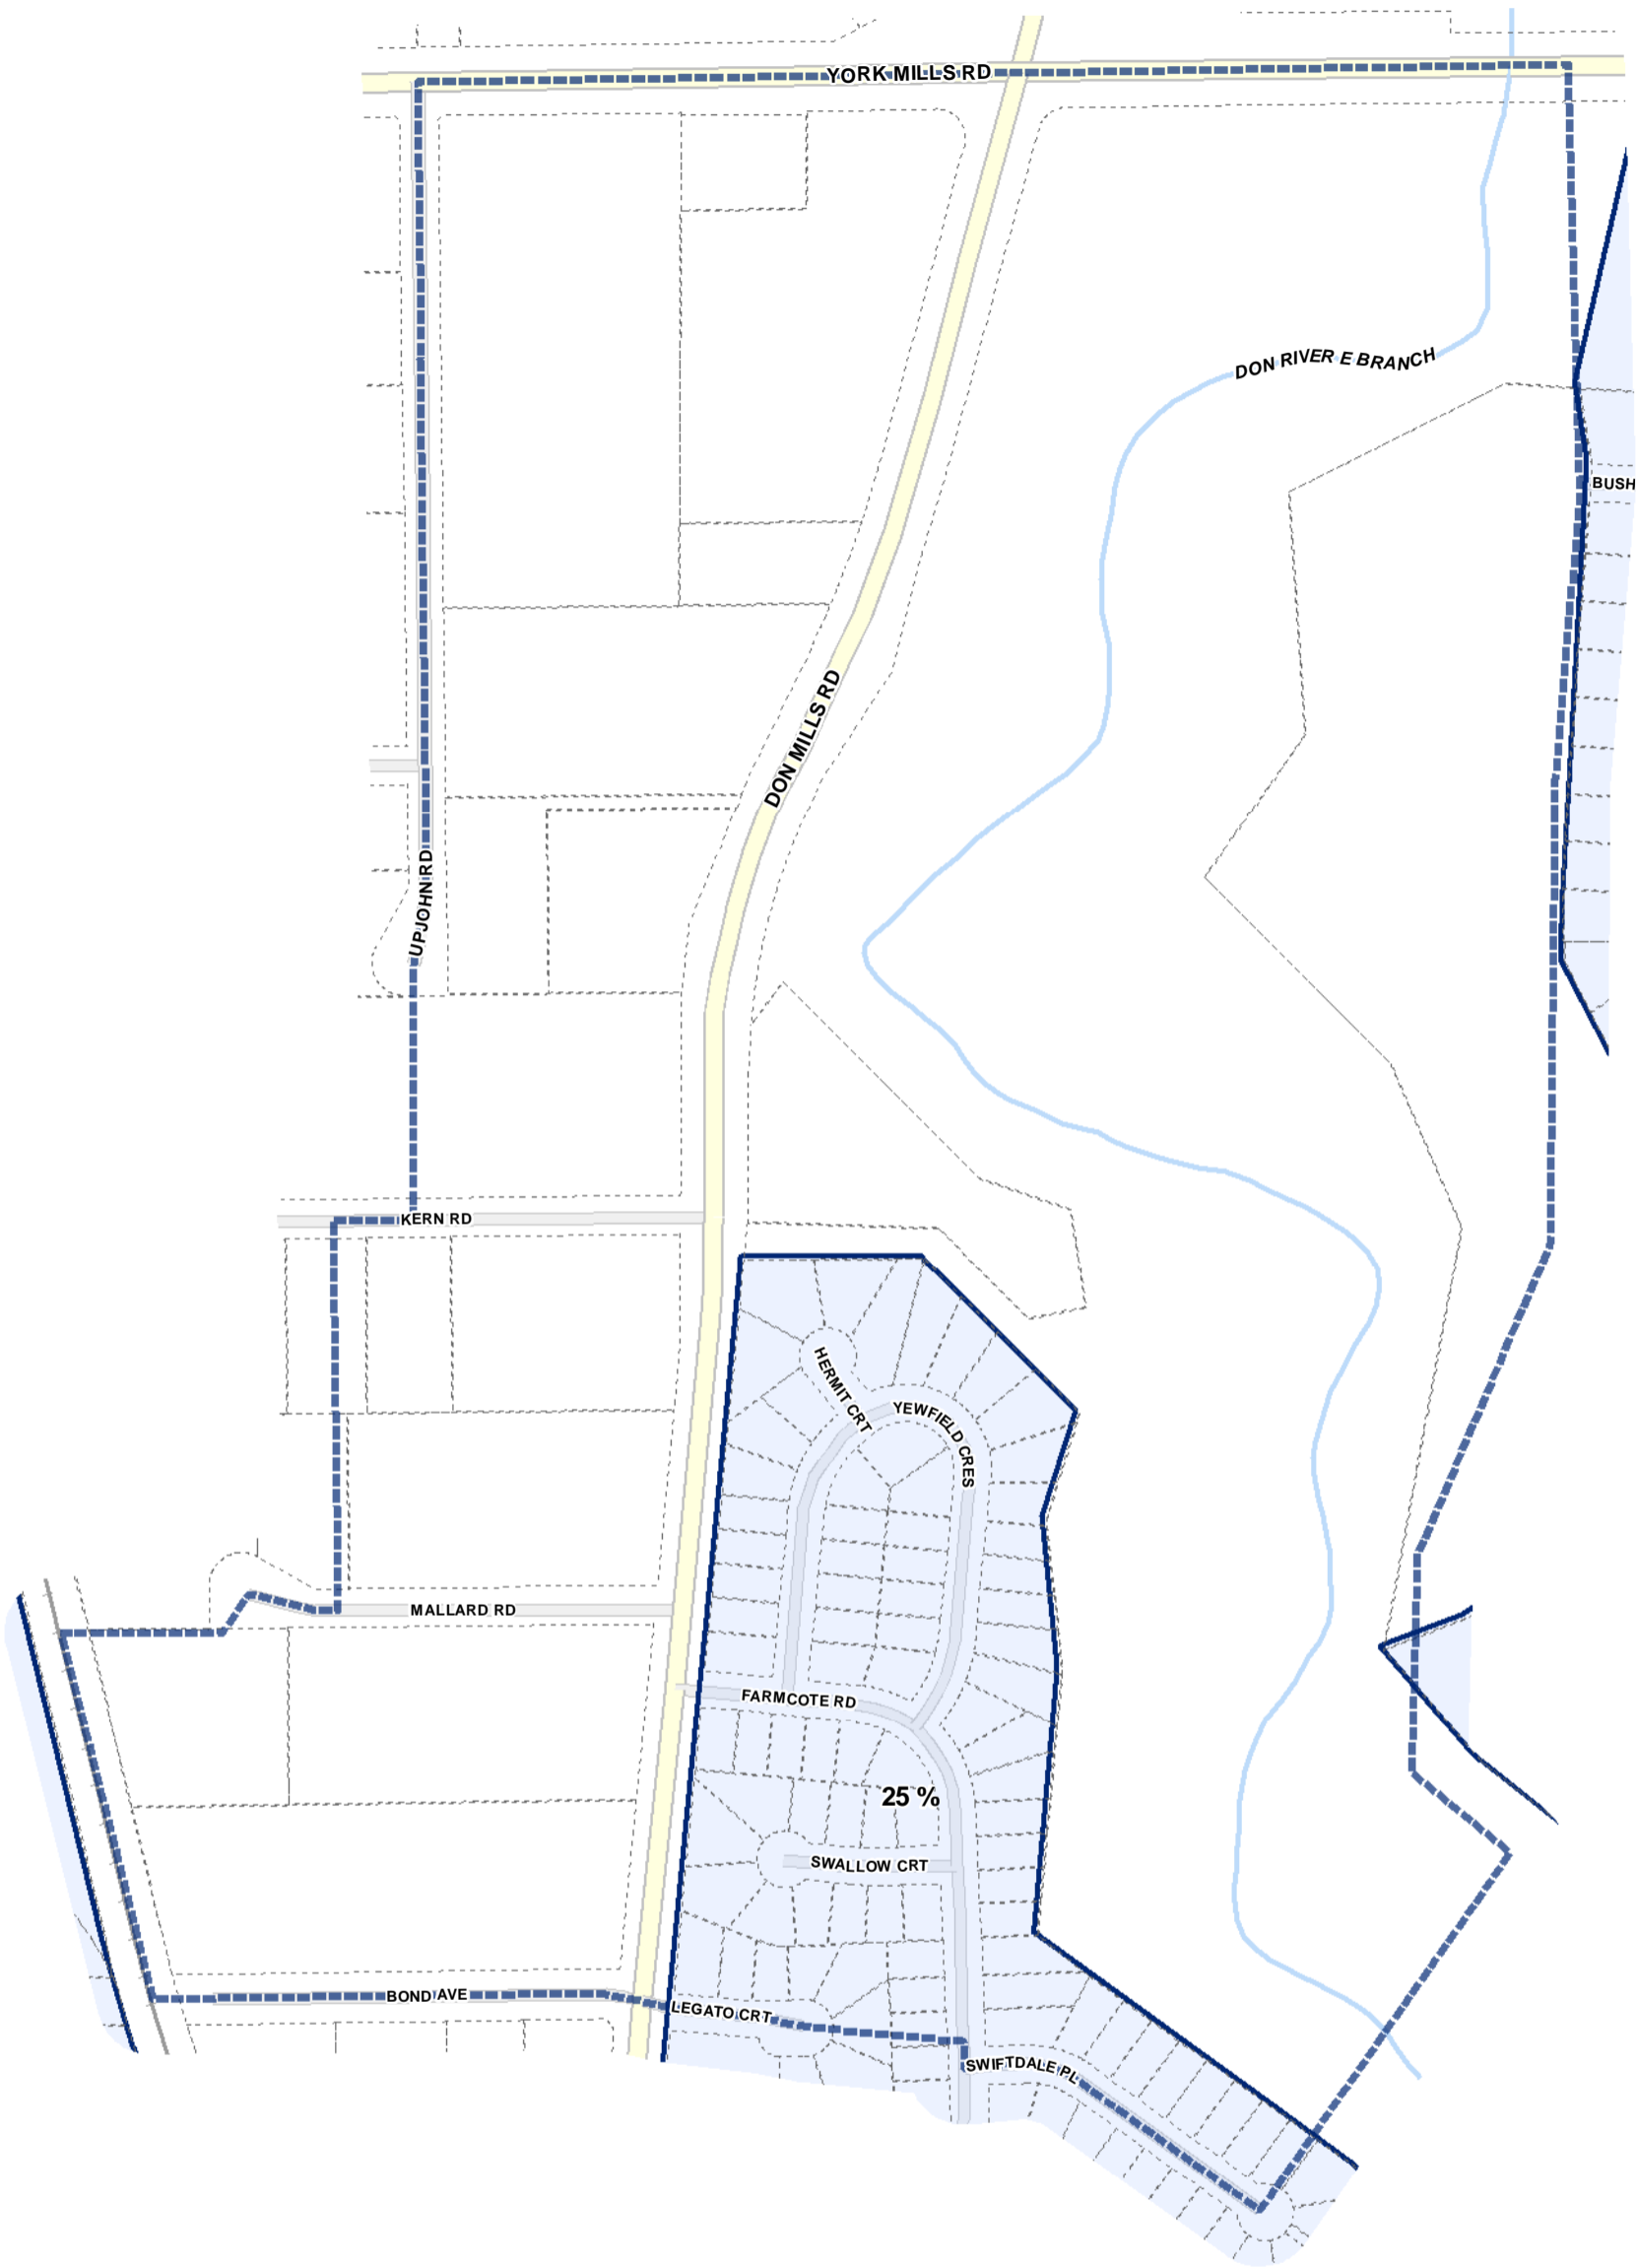 YORK MILLS RD
DON RIVER E BRANCH
BUSH
DON MILLS RD
UPJOHN RD
KERN RD
HERMIT CRT
YEWFIELD CRES
MALLARD RD
FARMCOTE RD
25 %
SWALLOW CRT
BOND AVE
LEGATO CRT
SWIFTDALE PL